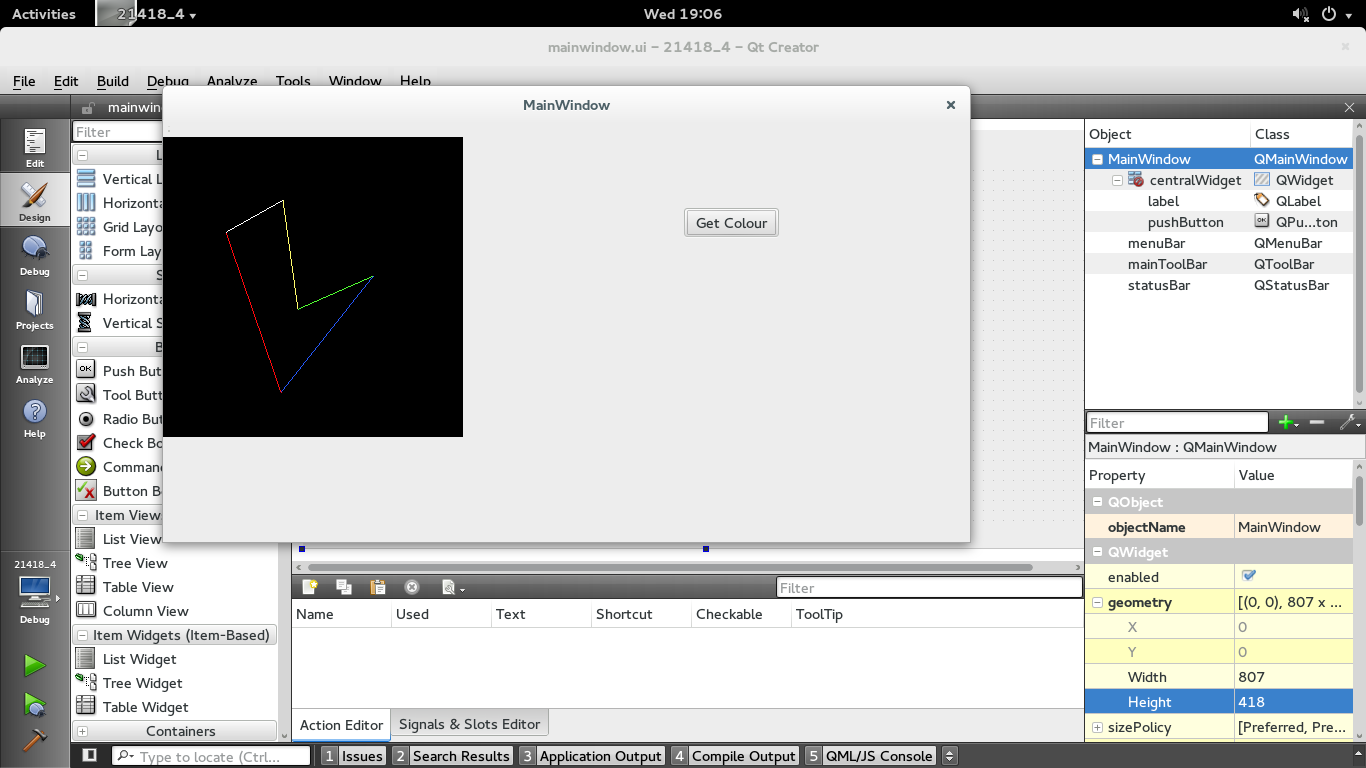 Activities
21418_4
Wed 19:06
mainwindow.ui - 21418_4 - Qt Creator
File Edit Build Debug Analyze Tools Window Help
mainwin
MainWindow
Filter
Edit
Design
Debug
Projects
Analyze
Help
21418_4
Debug
L
Vertical L
Horizonta
Grid Layo
Form Lay
S
Horizonta
Vertical S
B
Push But
Tool Butt
Radio But
Check Bo
Comman
Button B
Item View
List View
Tree View
Table View
Column View
Item Widgets (Item-Based)
List Widget
Tree Widget
Table Widget
Containers
Get Colour
Filter
Name Used Text Shortcut Checkable ToolTip
Action Editor Signals & Slots Editor
Object Class
MainWindow QMainWindow
centralWidget QWidget
label QLabel
pushButton QPu...ton
menuBar QMenuBar
mainToolBar QToolBar
statusBar QStatusBar
Filter
MainWindow : QMainWindow
Property Value
QObject
objectName MainWindow
QWidget
enabled
geometry [(0, 0), 807 x ...
X 0
Y 0
Width 807
Height 418
sizePolicy [Preferred, Pre...
Type to locate (Ctrl...
1 Issues 2 Search Results 3 Application Output 4 Compile Output 5 QML/JS Console